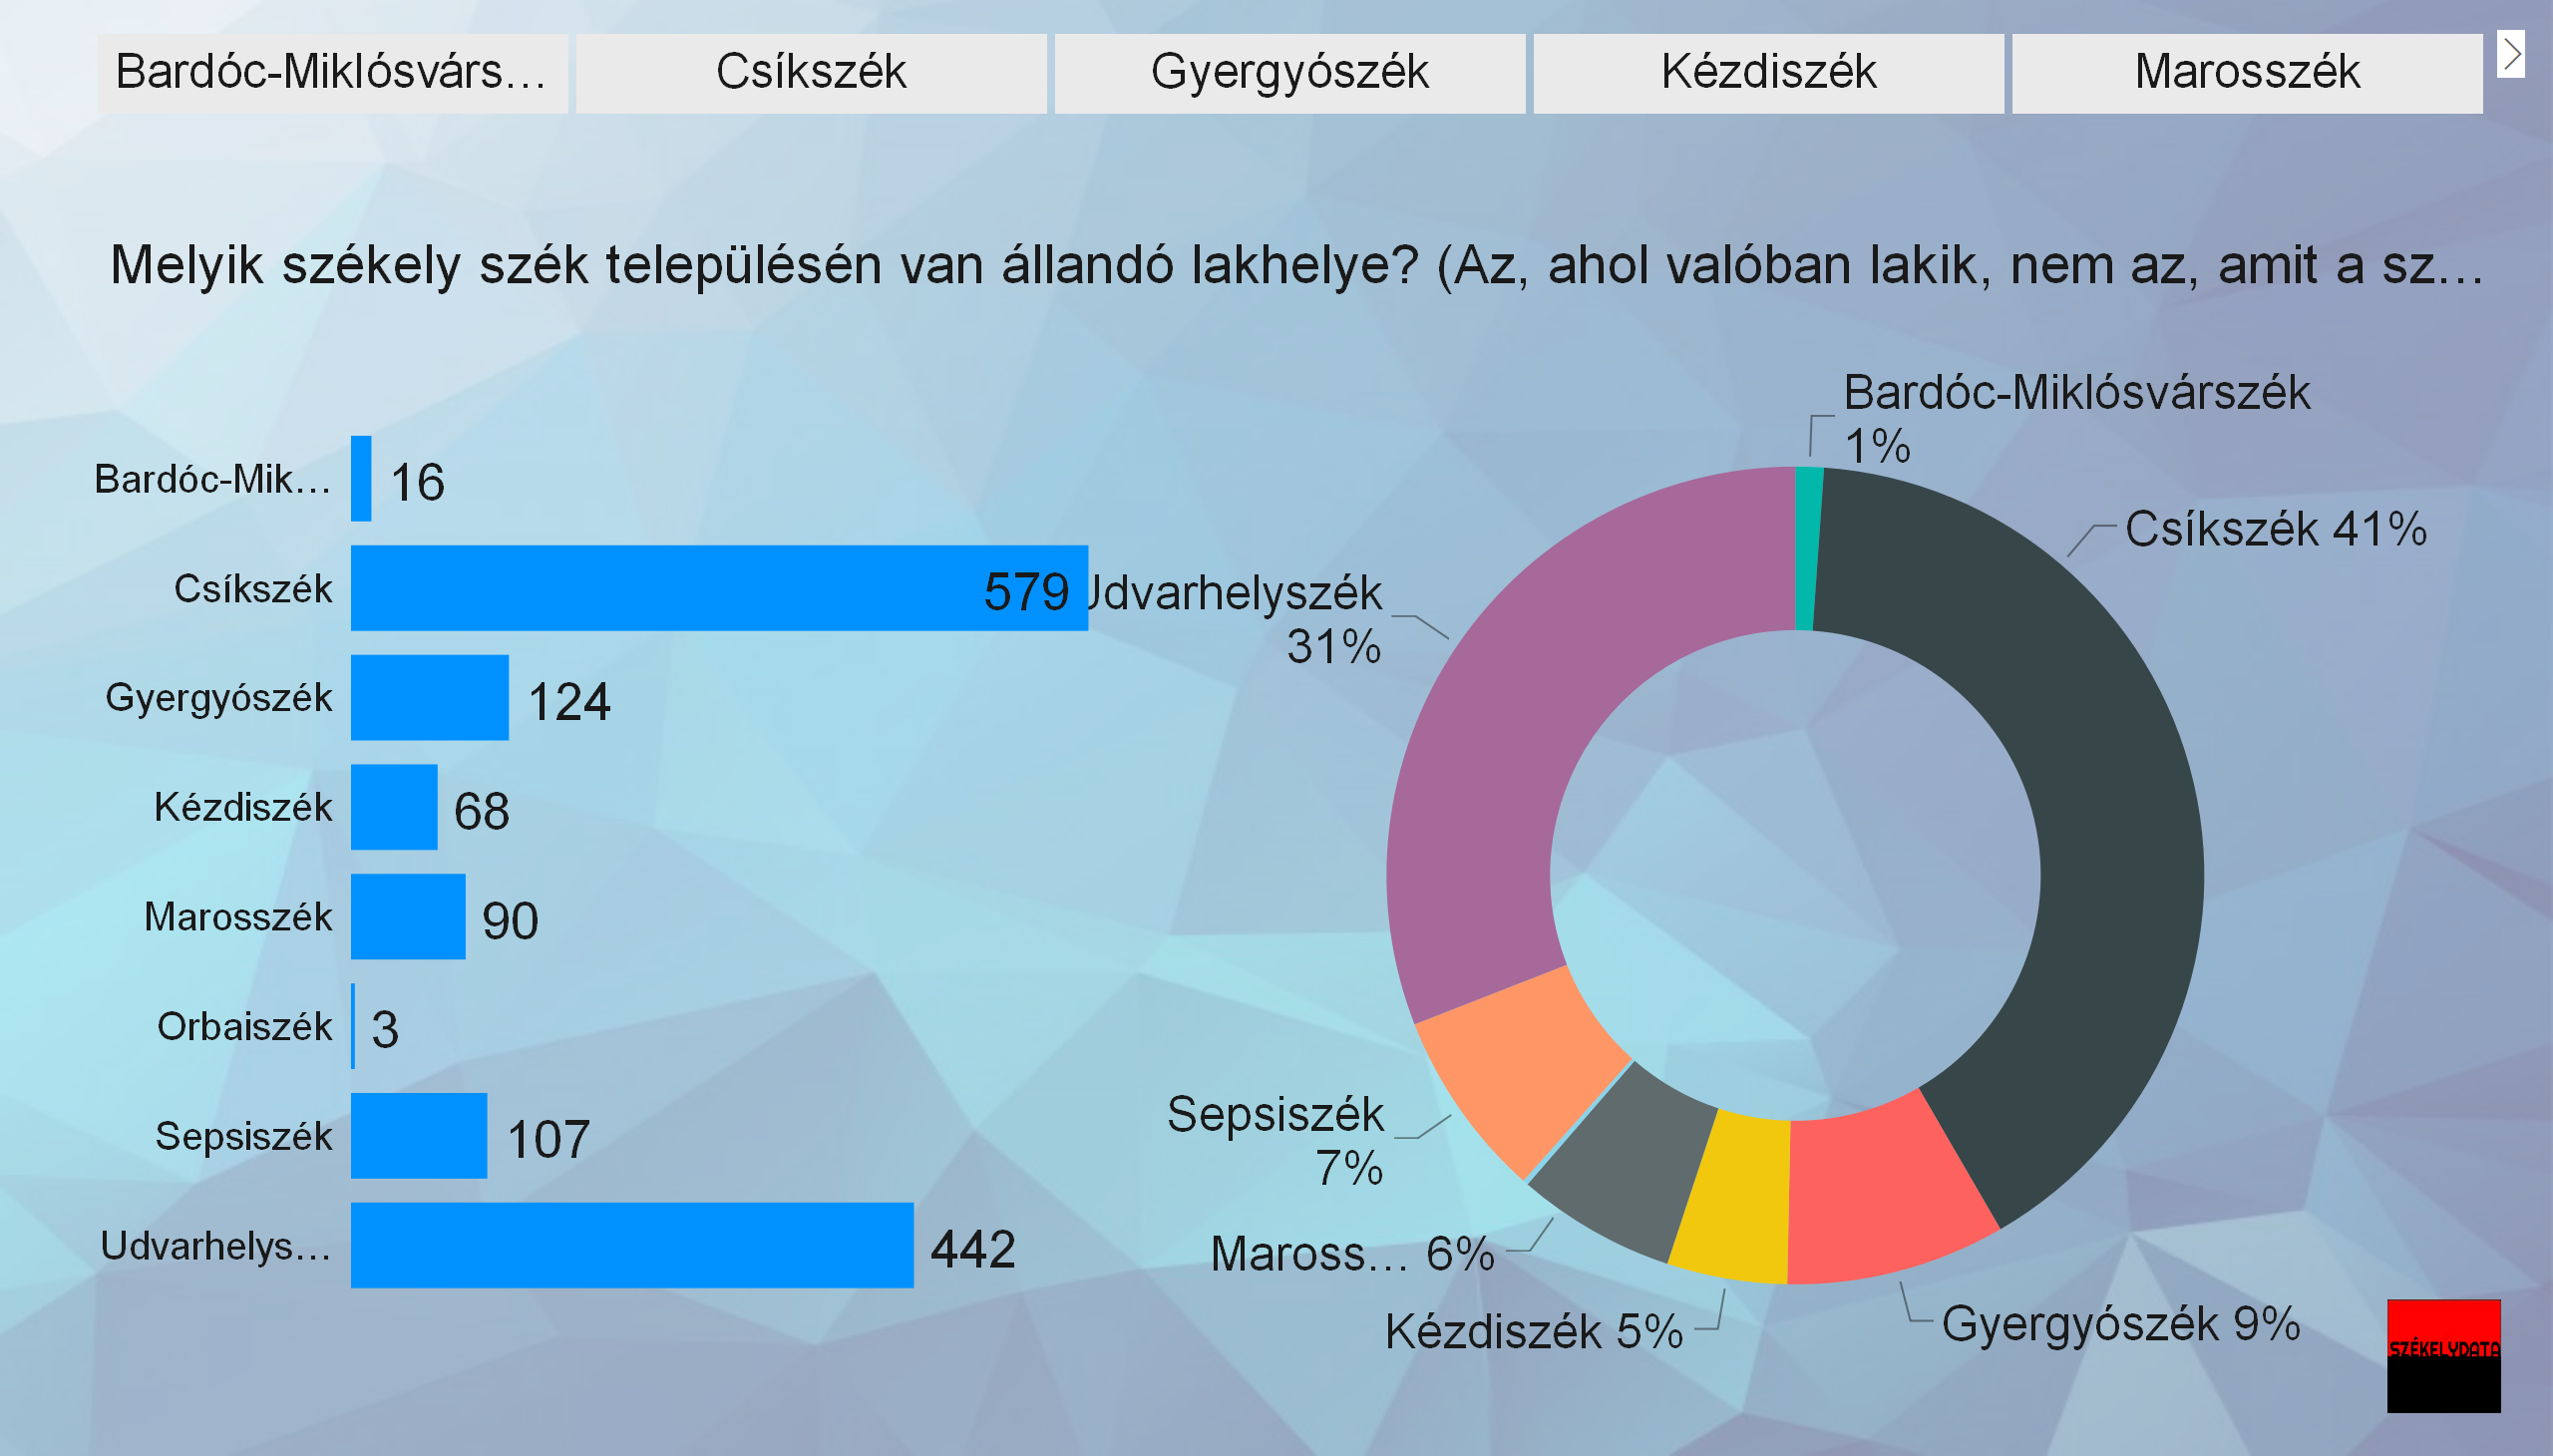 Bardóc-Miklósvárs…
Csíkszék
Gyergyószék
Kézdiszék
Marosszék
Melyik székely szék településén van állandó lakhelye? (Az, ahol valóban lakik, nem az, amit a sz…
Bardóc-Mik… 16
Csíkszék 579
Gyergyószék 124
Kézdiszék 68
Marosszék 90
Orbaiszék 3
Sepsiszék 107
Udvarhelys… 442
Bardóc-Miklósvárszék
1%
Csíkszék 41%
Udvarhelyszék
31%
Sepsiszék
7%
Maross… 6%
Kézdiszék 5%
Gyergyószék 9%
SZÉKELYDATA